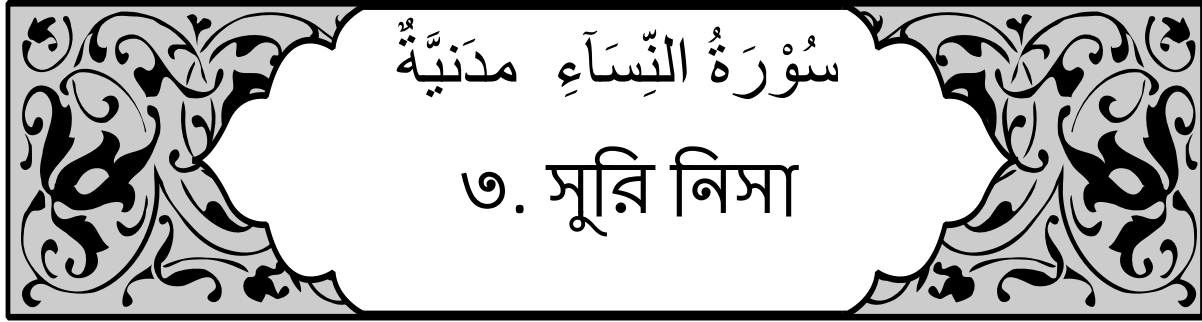 سُوْرَةُ النِّسَآءِ مدَنيَّةٌ
৩. সুরি নিসা